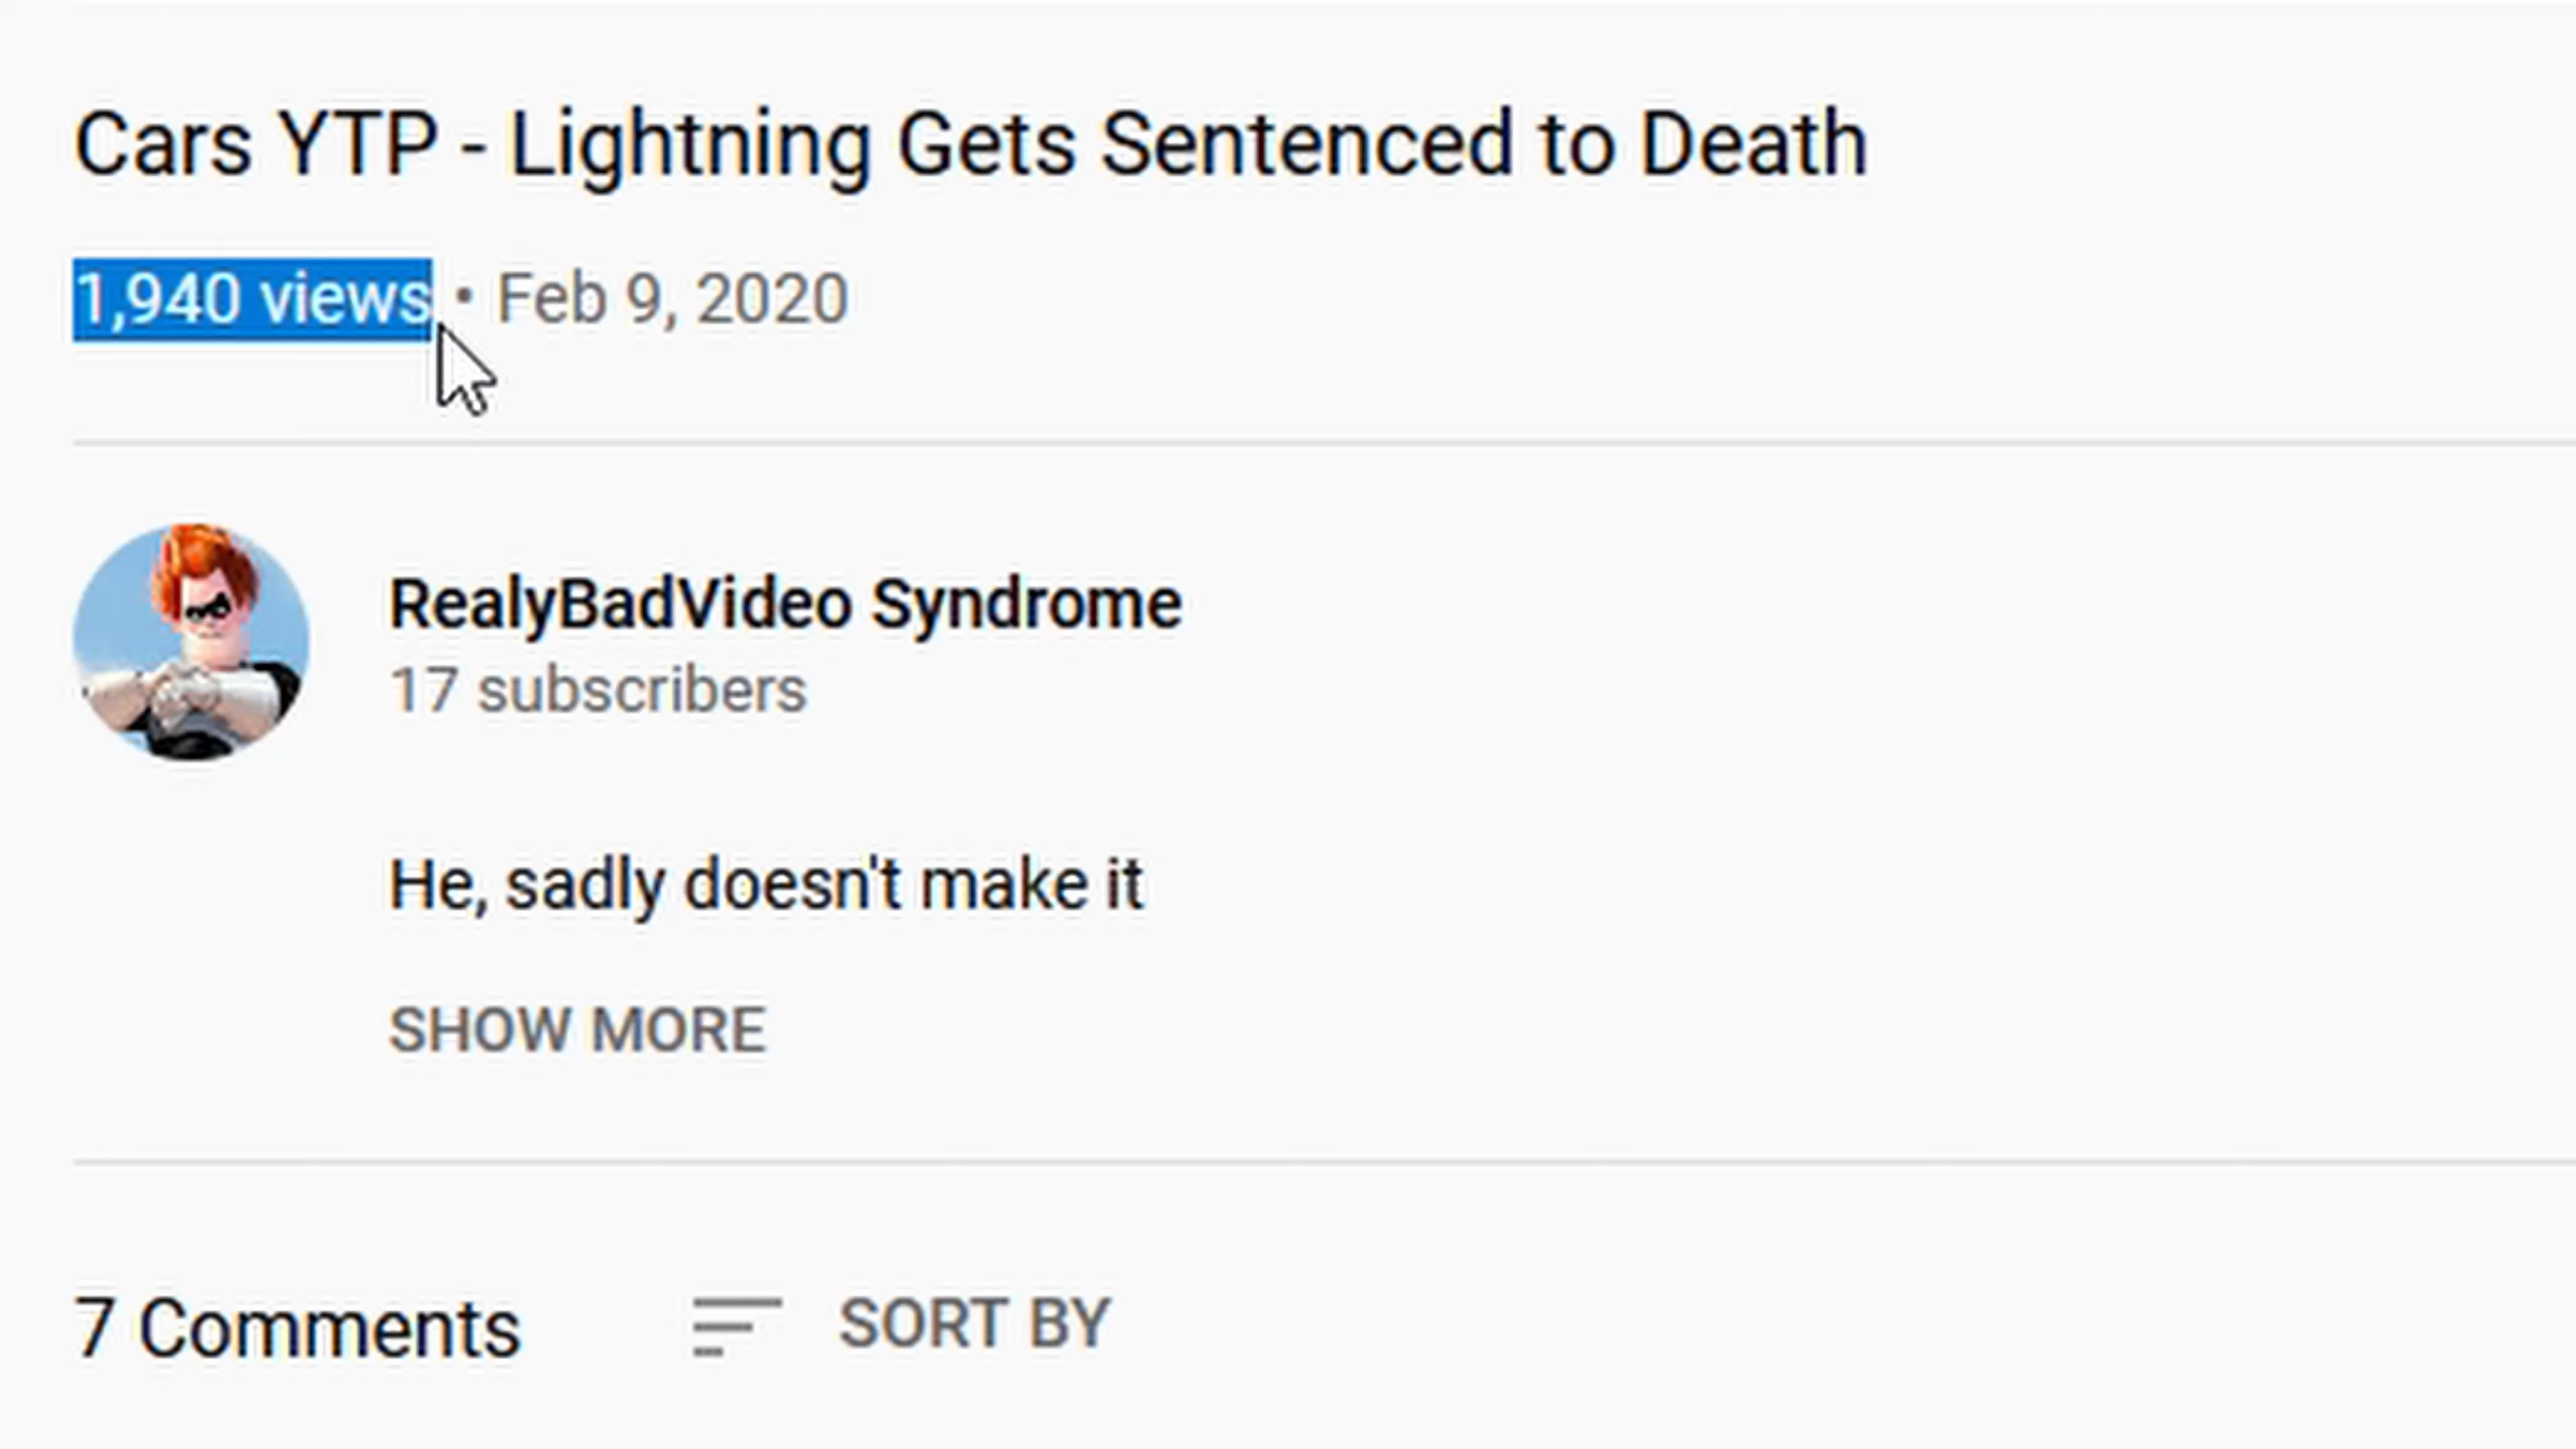 Cars YTP - Lightning Gets Sentenced to Death
1,940 views • Feb 9, 2020
RealyBadVideo Syndrome
17 subscribers
He, sadly doesn't make it
SHOW MORE
7 Comments SORT BY